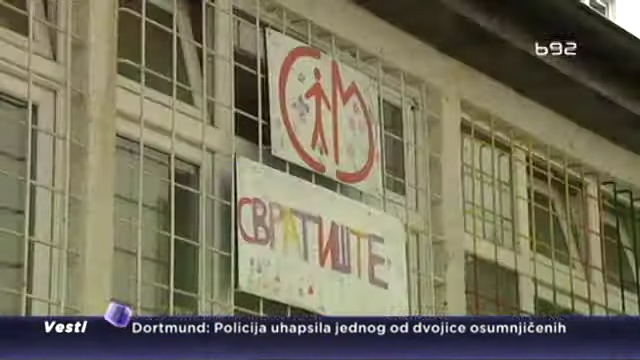 b92
СВРАТИШТЕ
Vesti
Dortmund: Policija uhapsila jednog od dvojice osumnjičenih